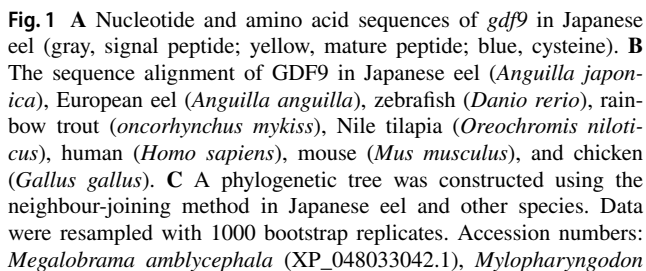 Fig. 1 A Nucleotide and amino acid sequences of gdf9 in Japanese
eel (gray, signal peptide; yellow, mature peptide; blue, cysteine). B
The sequence alignment of GDF9 in Japanese eel (Anguilla japon-
ica), European eel (Anguilla anguilla), zebrafish (Danio rerio), rain-
bow trout (oncorhynchus mykiss), Nile tilapia (Oreochromis niloti-
cus), human (Homo sapiens), mouse (Mus musculus), and chicken
(Gallus gallus). C A phylogenetic tree was constructed using the
neighbour-joining method in Japanese eel and other species. Data
were resampled with 1000 bootstrap replicates. Accession numbers:
Megalobrama amblycephala (XP_048033042.1), Mylopharyngodon